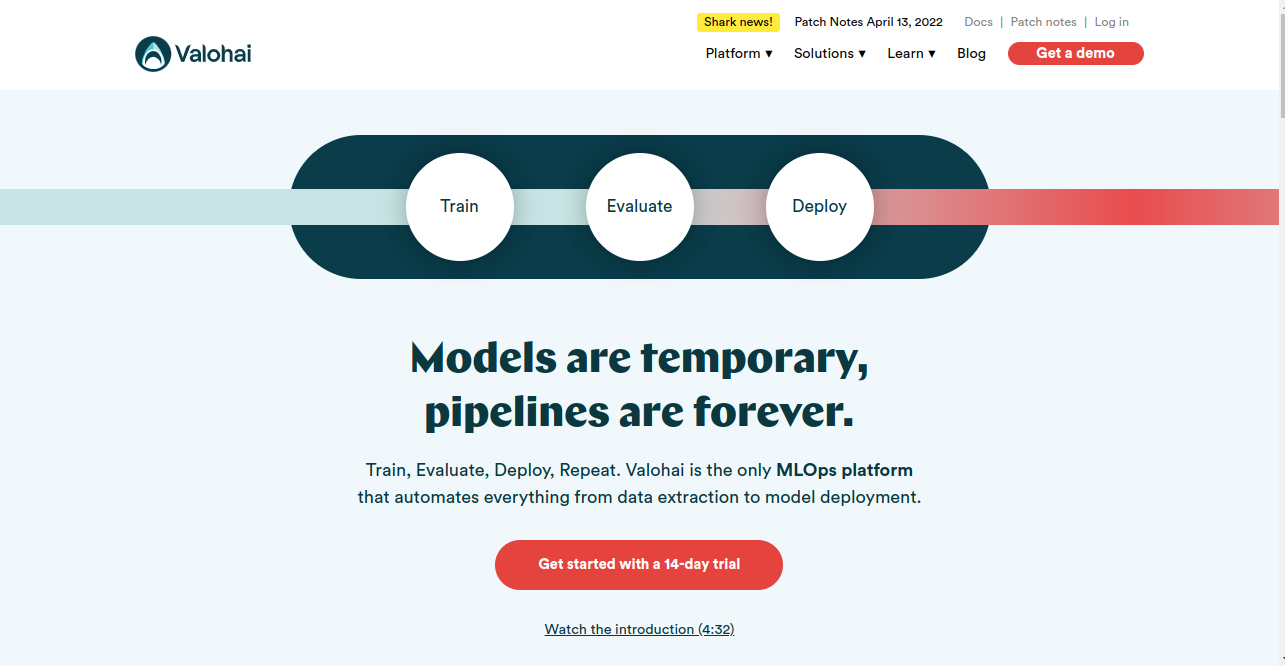 Shark news! Patch Notes April 13, 2022 Docs | Patch notes | Log in
Valohai
Platform ▾ Solutions ▾ Learn ▾ Blog Get a demo
Train Evaluate Deploy
Models are temporary,
pipelines are forever.
Train, Evaluate, Deploy, Repeat. Valohai is the only MLOps platform
that automates everything from data extraction to model deployment.
Get started with a 14-day trial
Watch the introduction (4:32)